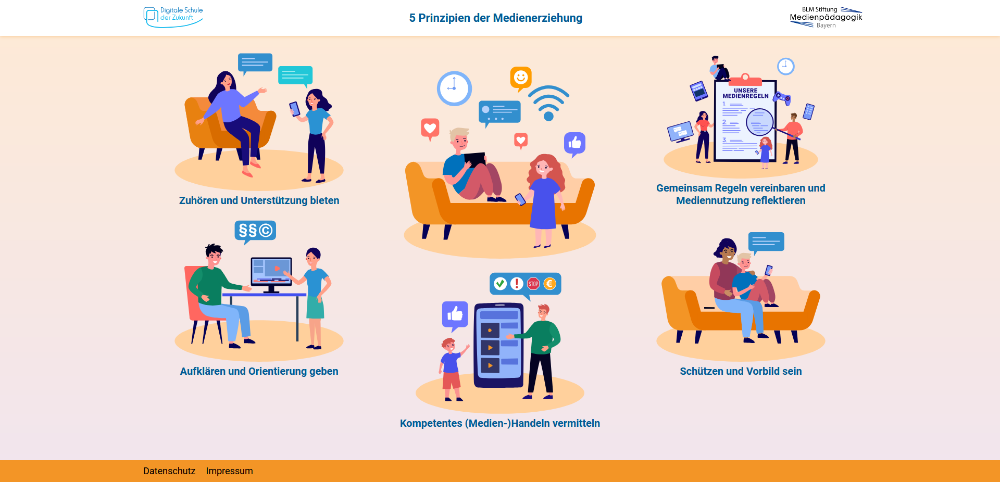 Digitale Schule
der Zukunft
5 Prinzipien der Medienerziehung
BLM Stiftung
Medienpädagogik
Bayern
Zuhören und Unterstützung bieten
UNSERE
MEDIENREGELN
1.
2.
3.
Gemeinsam Regeln vereinbaren und
Mediennutzung reflektieren
§§©
Aufklären und Orientierung geben
! STOP €
Kompetentes (Medien-)Handeln vermitteln
Schützen und Vorbild sein
Datenschutz Impressum